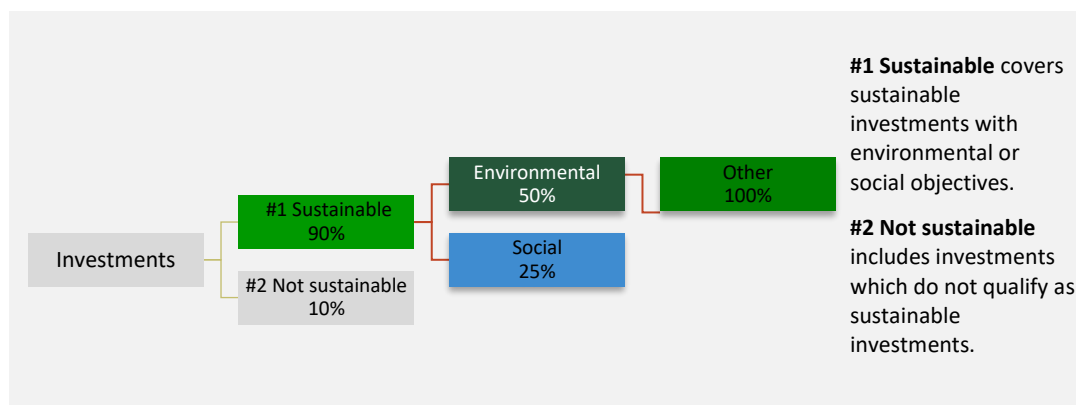 Investments
#1 Sustainable
90%
#2 Not sustainable
10%
Environmental
50%
Social
25%
Other
100%
#1 Sustainable covers
sustainable
investments with
environmental or
social objectives.
#2 Not sustainable
includes investments
which do not qualify as
sustainable
investments.